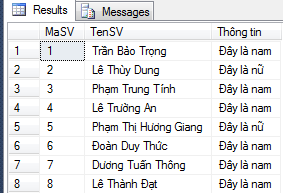 Results Messages
MaSV TenSV Thông tin
1 1 Trần Bảo Trọng Đây là nam
2 2 Lê Thùy Dung Đây là nữ
3 3 Phạm Trung Tính Đây là nam
4 4 Lê Trường An Đây là nam
5 5 Phạm Thị Hương Giang Đây là nữ
6 6 Đoàn Duy Thức Đây là nam
7 7 Dương Tuấn Thông Đây là nam
8 8 Lê Thành Đạt Đây là nam